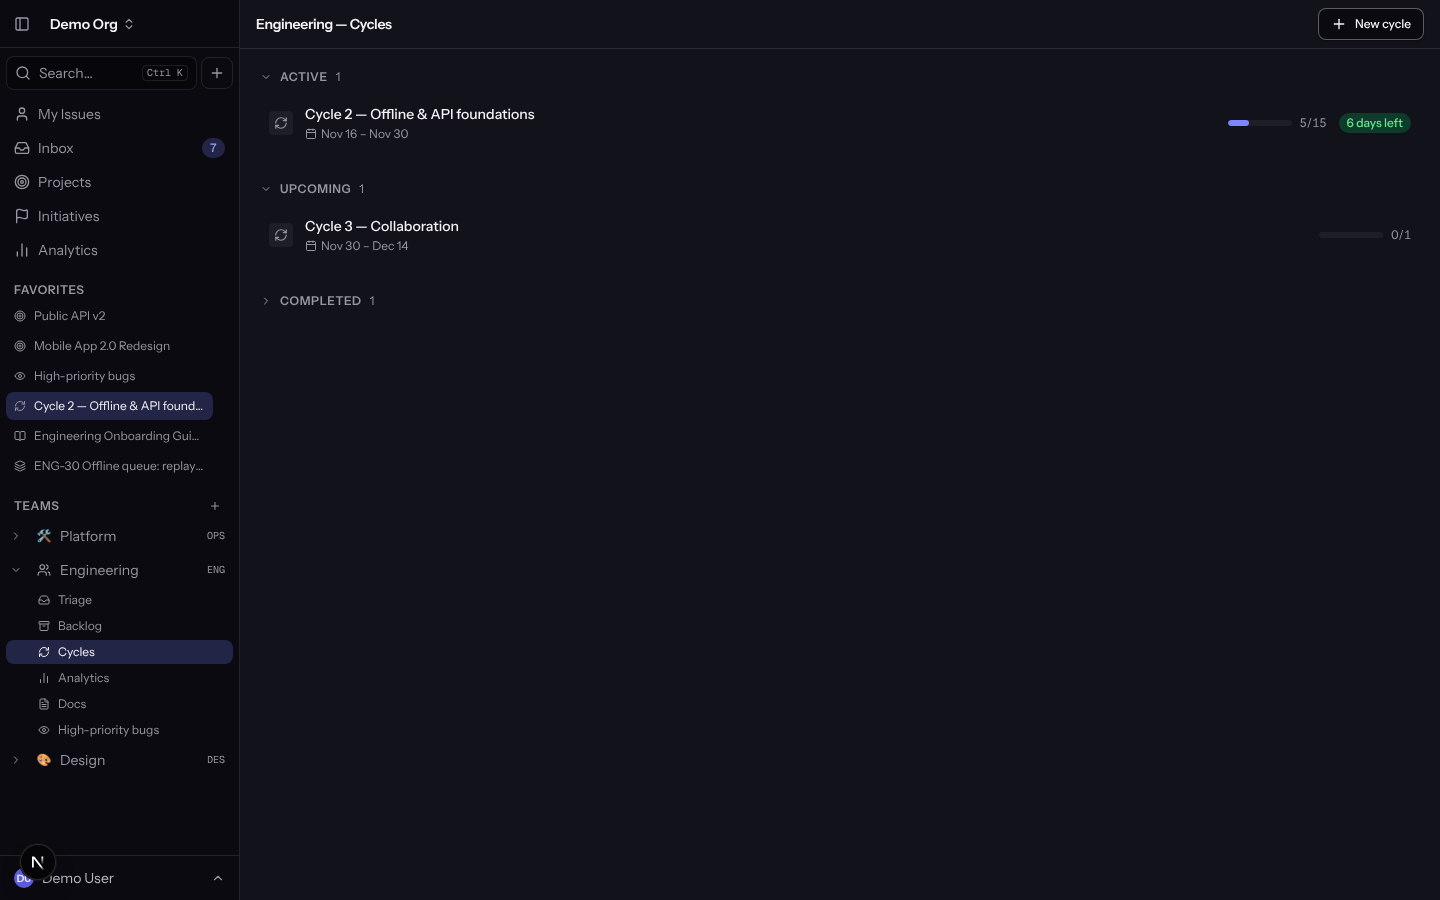 Demo Org
Search...
Ctrl K
My Issues
Inbox
7
Projects
Initiatives
Analytics
FAVORITES
Public API v2
Mobile App 2.0 Redesign
High-priority bugs
Cycle 2 — Offline & API found...
Engineering Onboarding Gui...
ENG-30 Offline queue: replay...
TEAMS
Platform
OPS
Engineering
ENG
Triage
Backlog
Cycles
Analytics
Docs
High-priority bugs
Design
DES
N
Demo User
Engineering — Cycles
New cycle
ACTIVE 1
Cycle 2 — Offline & API foundations
Nov 16 – Nov 30
5/15
6 days left
UPCOMING 1
Cycle 3 — Collaboration
Nov 30 – Dec 14
0/1
COMPLETED 1